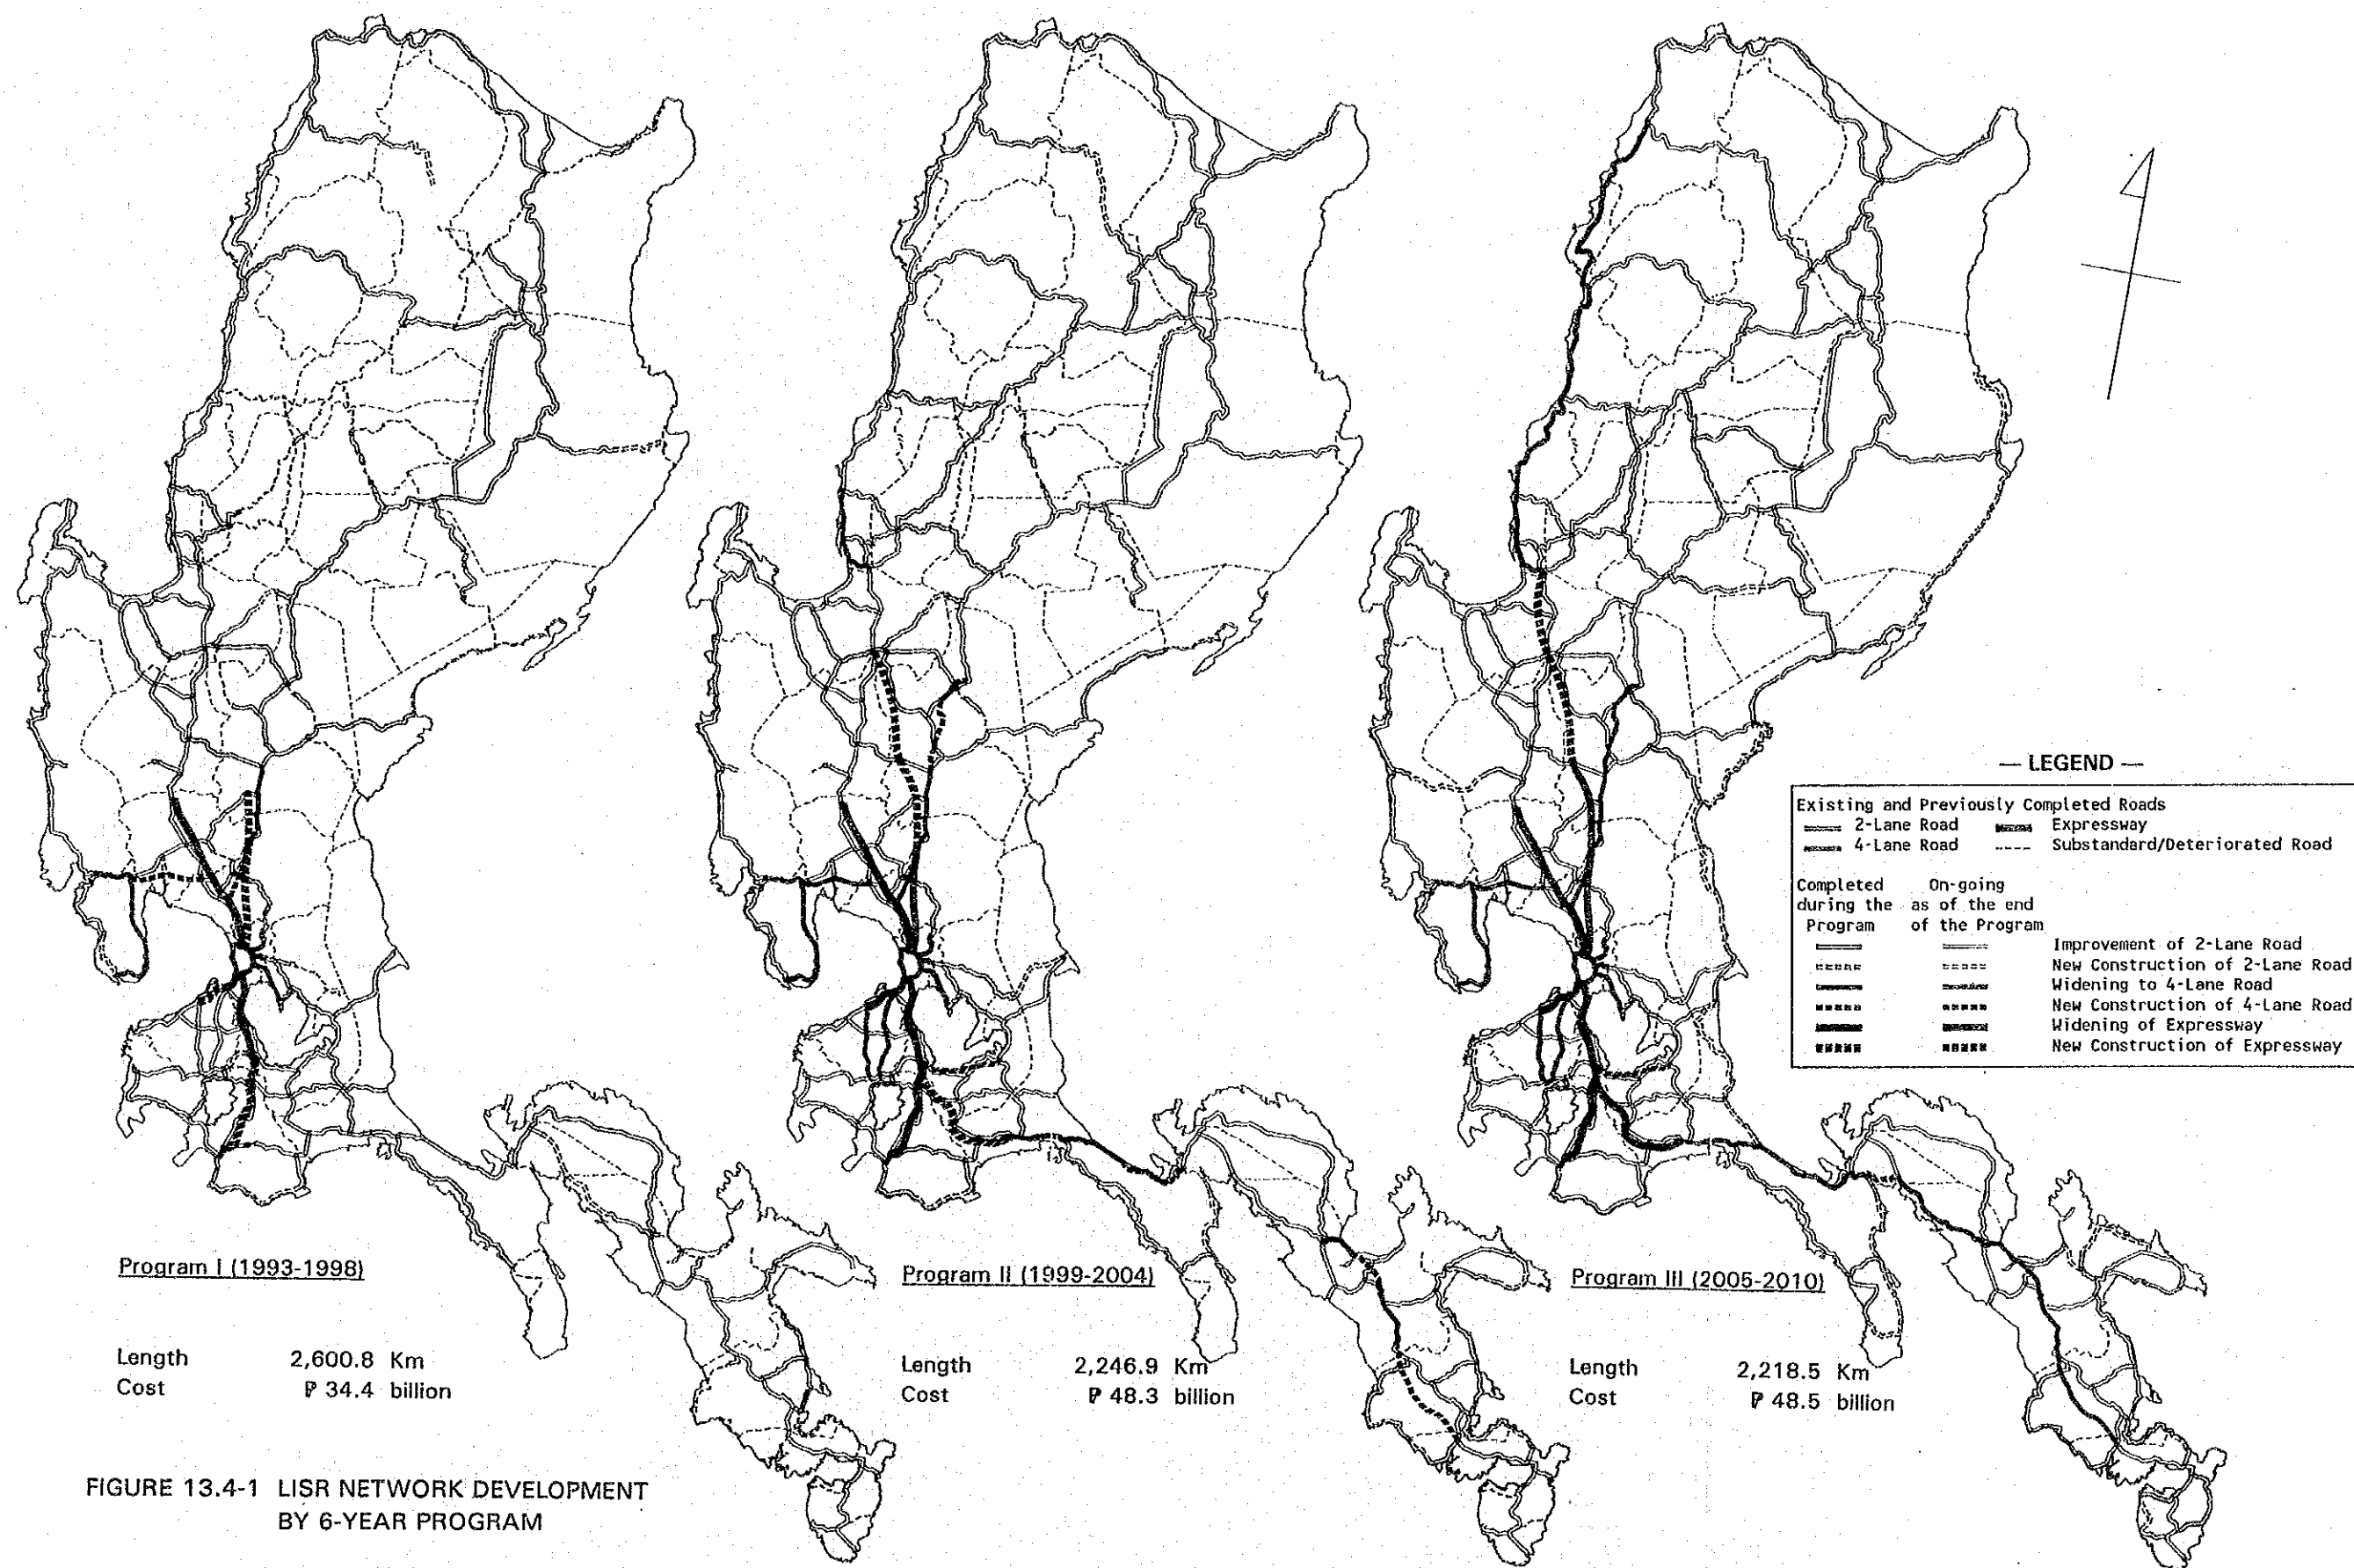 — LEGEND —
Existing and Previously Completed Roads
2-Lane Road Expressway
4-Lane Road Substandard/Deteriorated Road
Completed during the Program
On-going as of the end of the Program
Improvement of 2-Lane Road
New Construction of 2-Lane Road
Widening to 4-Lane Road
New Construction of 4-Lane Road
Widening of Expressway
New Construction of Expressway
Program I (1993-1998)
Length 2,600.8 Km
Cost ₱ 34.4 billion
Program II (1999-2004)
Length 2,246.9 Km
Cost ₱ 48.3 billion
Program III (2005-2010)
Length 2,218.5 Km
Cost ₱ 48.5 billion
FIGURE 13.4-1 LISR NETWORK DEVELOPMENT
BY 6-YEAR PROGRAM